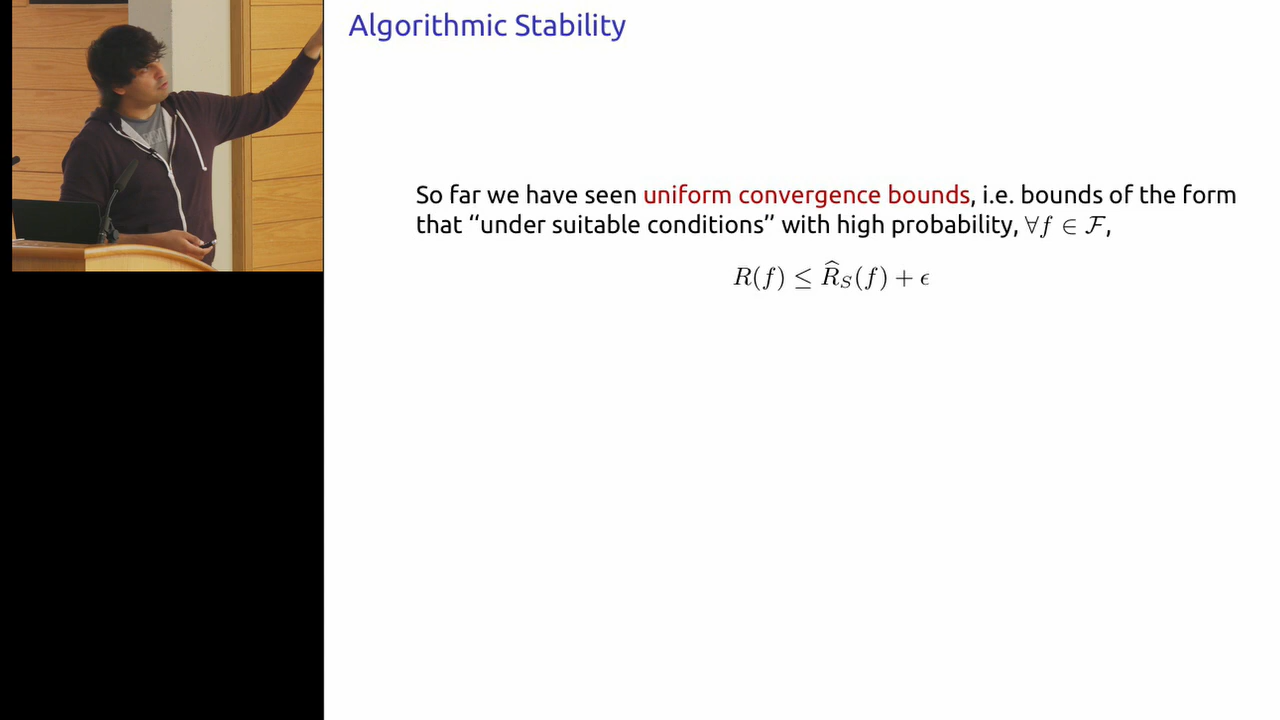 Algorithmic Stability
So far we have seen uniform convergence bounds, i.e. bounds of the form
that “under suitable conditions” with high probability, ∀f ∈ ℱ,
R(f) ≤ R̂_S(f) + ϵ